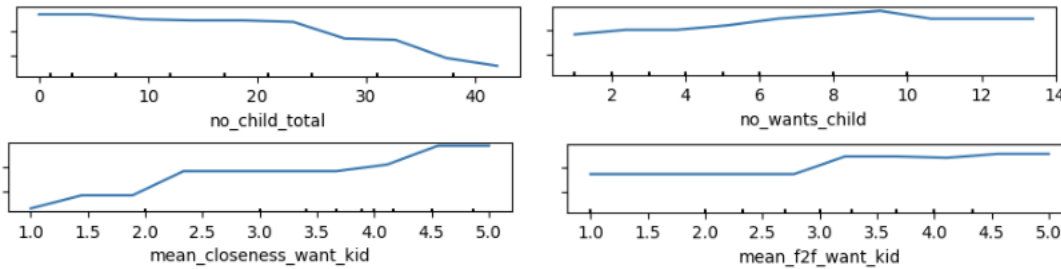 0 10 20 30 40
no_child_total
2 4 6 8 10 12 14
no_wants_child
1.0 1.5 2.0 2.5 3.0 3.5 4.0 4.5 5.0
mean_closeness_want_kid
1.0 1.5 2.0 2.5 3.0 3.5 4.0 4.5 5.0
mean_f2f_want_kid